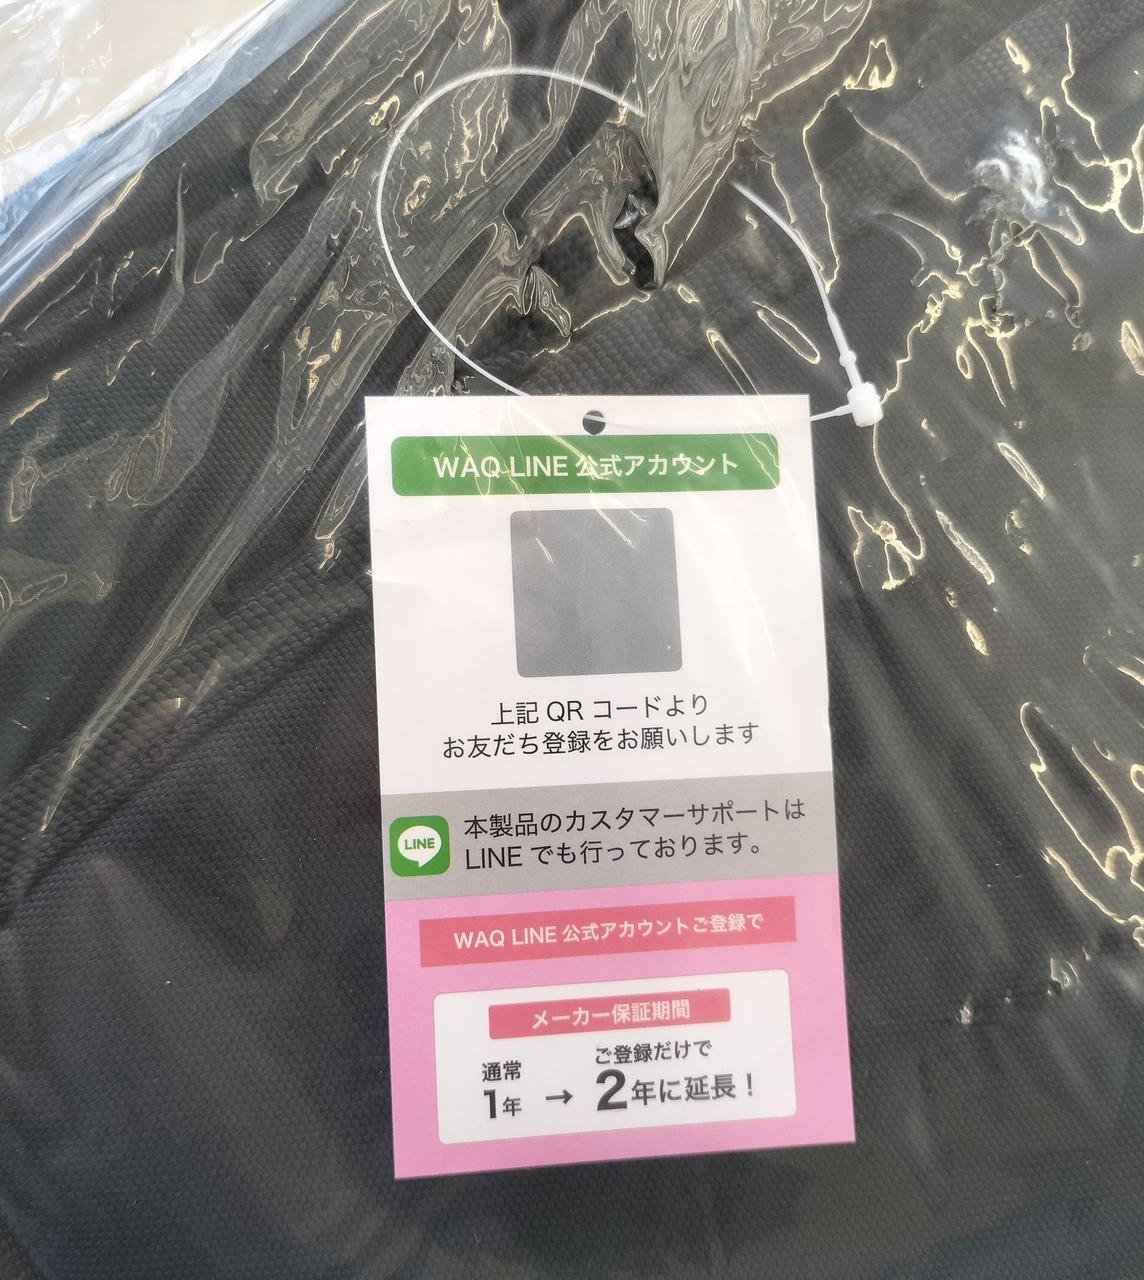 WAQ LINE 公式アカウント
上記 QR コードより
お友だち登録をお願いします
LINE
本製品のカスタマーサポートは
LINE でも行っております。
WAQ LINE 公式アカウントご登録で
メーカー保証期間
通常
1年
→
ご登録だけで
2年に延長！